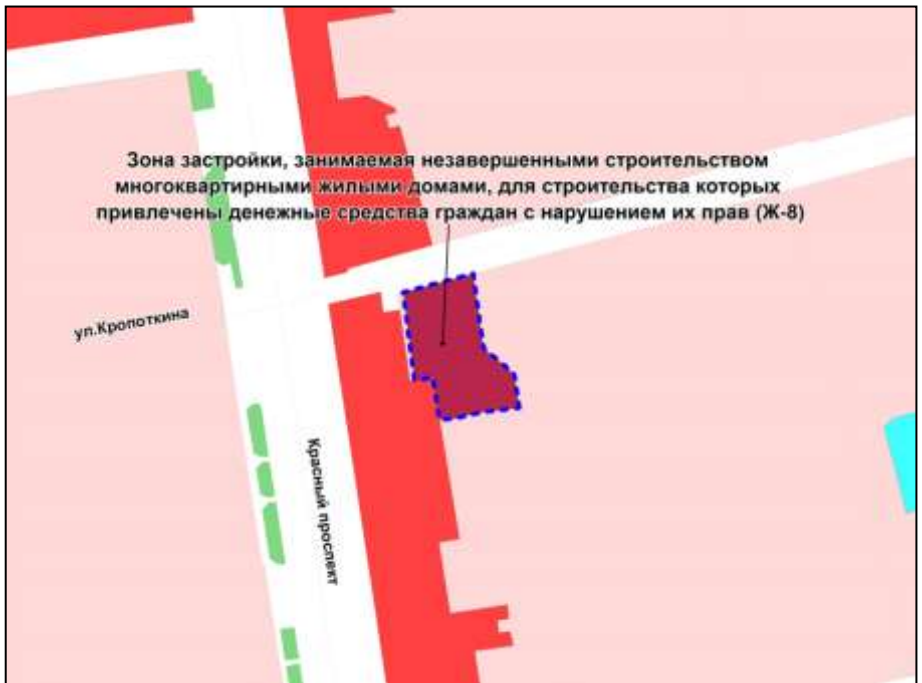 Зона застройки, занимаемая незавершенными строительством
многоквартирными жилыми домами, для строительства которых
привлечены денежные средства граждан с нарушением их прав (Ж-8)
ул.Кропоткина
Красный проспект